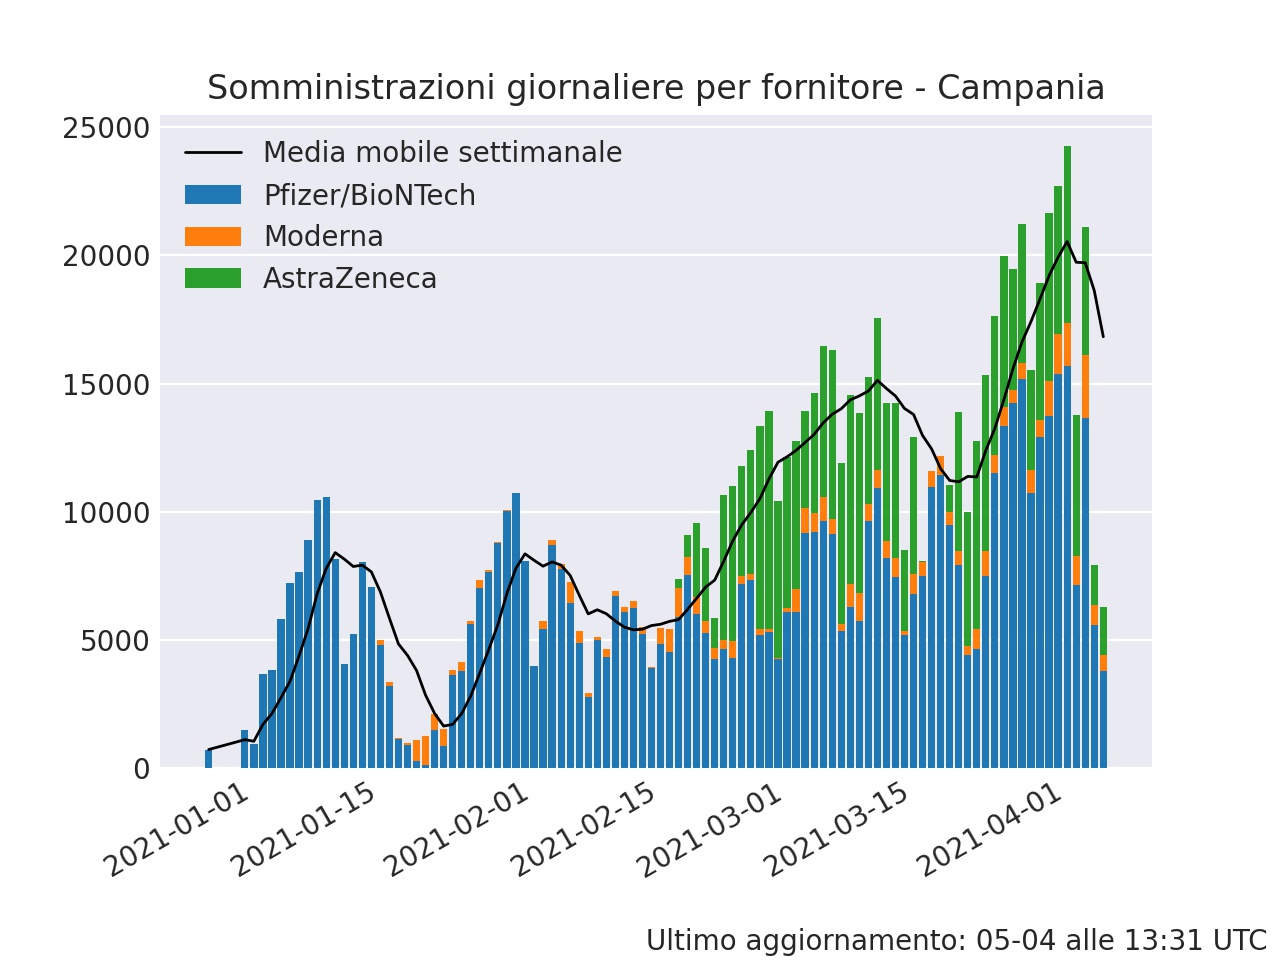 Somministrazioni giornaliere per fornitore - Campania
25000
20000
15000
10000
5000
0
Media mobile settimanale
Pfizer/BioNTech
Moderna
AstraZeneca
2021-01-01
2021-01-15
2021-02-01
2021-02-15
2021-03-01
2021-03-15
2021-04-01
Ultimo aggiornamento: 05-04 alle 13:31 UTC